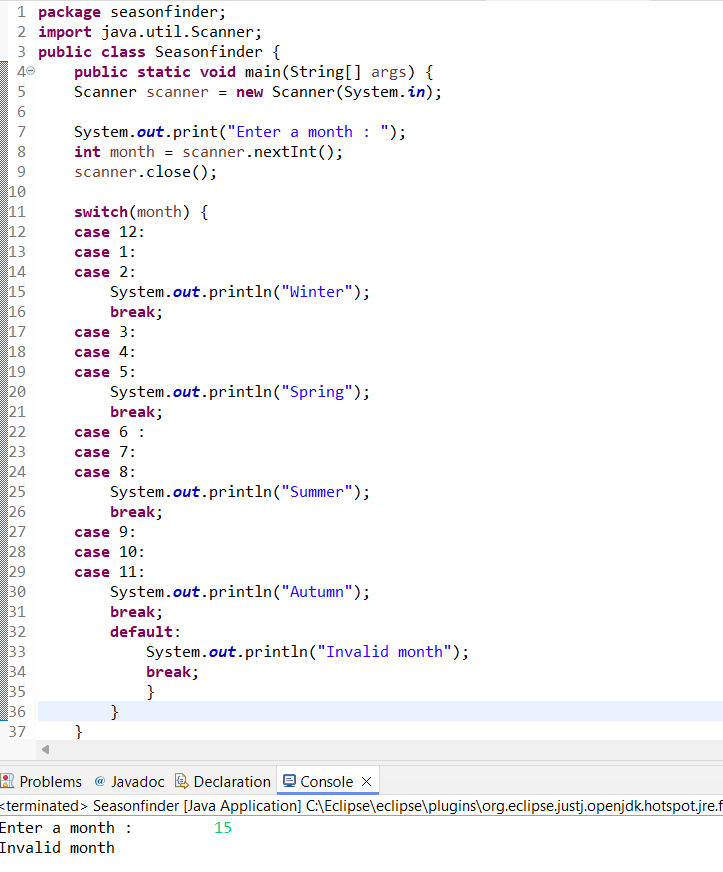 1 package seasonfinder;
2 import java.util.Scanner;
3 public class Seasonfinder {
4 public static void main(String[] args) {
5 Scanner scanner = new Scanner(System.in);
6
7 System.out.print("Enter a month : ");
8 int month = scanner.nextInt();
9 scanner.close();
10
11 switch(month) {
12 case 12:
13 case 1:
14 case 2:
15 System.out.println("Winter");
16 break;
17 case 3:
18 case 4:
19 case 5:
20 System.out.println("Spring");
21 break;
22 case 6 :
23 case 7:
24 case 8:
25 System.out.println("Summer");
26 break;
27 case 9:
28 case 10:
29 case 11:
30 System.out.println("Autumn");
31 break;
32 default:
33 System.out.println("Invalid month");
34 break;
35 }
36 }
37 }
Problems @ Javadoc Declaration Console
<terminated> Seasonfinder [Java Application] C:\Eclipse\eclipse\plugins\org.eclipse.justj.openjdk.hotspot.jre.f
Enter a month : 15
Invalid month